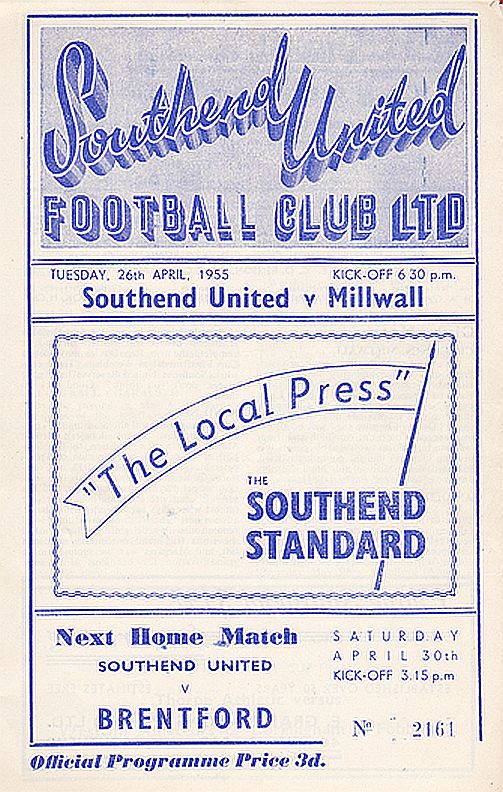 Southend United
FOOTBALL CLUB LTD
TUESDAY, 26th APRIL, 1955 KICK-OFF 6 30 p.m.
Southend United v Millwall
"The Local Press"
THE
SOUTHEND
STANDARD
Next Home Match
SOUTHEND UNITED
v
BRENTFORD
SATURDAY
APRIL 30th
KICK-OFF 3.15 p.m
No 2161
Official Programme Price 3d.